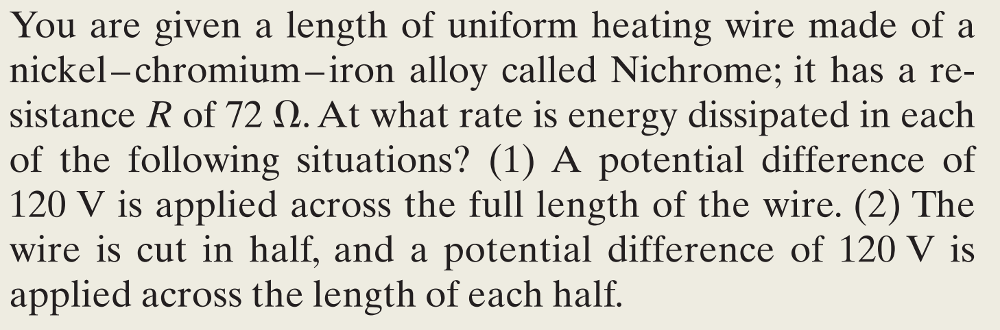 You are given a length of uniform heating wire made of a
nickel–chromium–iron alloy called Nichrome; it has a re-
sistance R of 72 Ω. At what rate is energy dissipated in each
of the following situations? (1) A potential difference of
120 V is applied across the full length of the wire. (2) The
wire is cut in half, and a potential difference of 120 V is
applied across the length of each half.